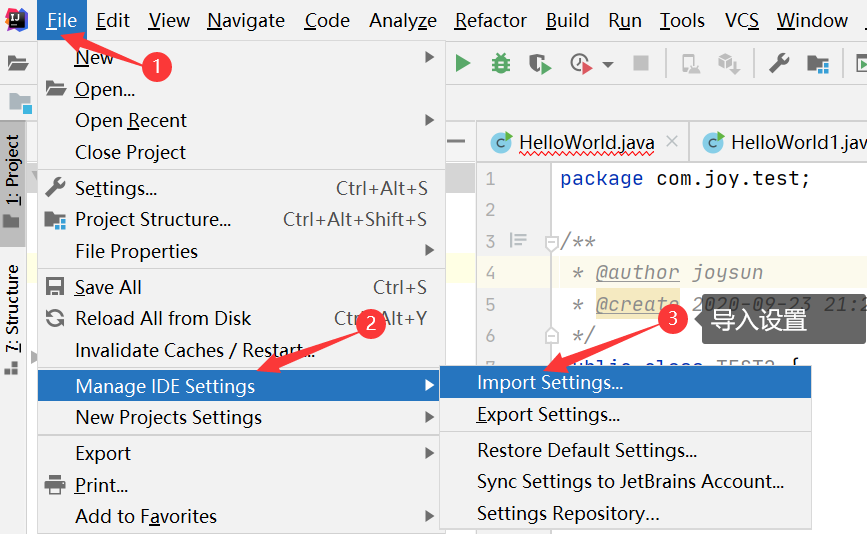 File Edit View Navigate Code Analyze Refactor Build Run Tools VCS Window
1
New
Open...
Open Recent
Close Project
Settings... Ctrl+Alt+S
Project Structure... Ctrl+Alt+Shift+S
File Properties
Save All Ctrl+S
Reload All from Disk Ctrl+Alt+Y
2
Invalidate Caches / Restart...
Manage IDE Settings
New Projects Settings
Export
Print...
Add to Favorites
Import Settings...
Export Settings...
Restore Default Settings...
Sync Settings to JetBrains Account...
Settings Repository...
3 导入设置
1: Project
7: Structure
HelloWorld.java HelloWorld1.jav
1 package com.joy.test;
2
3 /**
4 * @author joysun
5 * @create 2020-09-23 21:2
6 */
7 public class TEST2 {